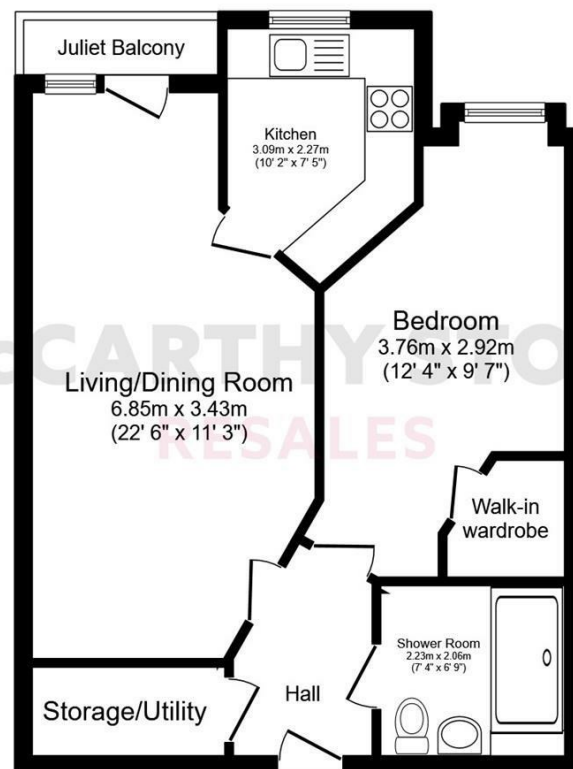 Juliet Balcony
Kitchen
3.09m x 2.27m
(10' 2" x 7' 5")
Bedroom
3.76m x 2.92m
(12' 4" x 9' 7")
Living/Dining Room
6.85m x 3.43m
(22' 6" x 11' 3")
CARTHY STO
RESALES
Walk-in
wardrobe
Shower Room
2.23m x 2.06m
(7' 4" x 6' 9")
Hall
Storage/Utility